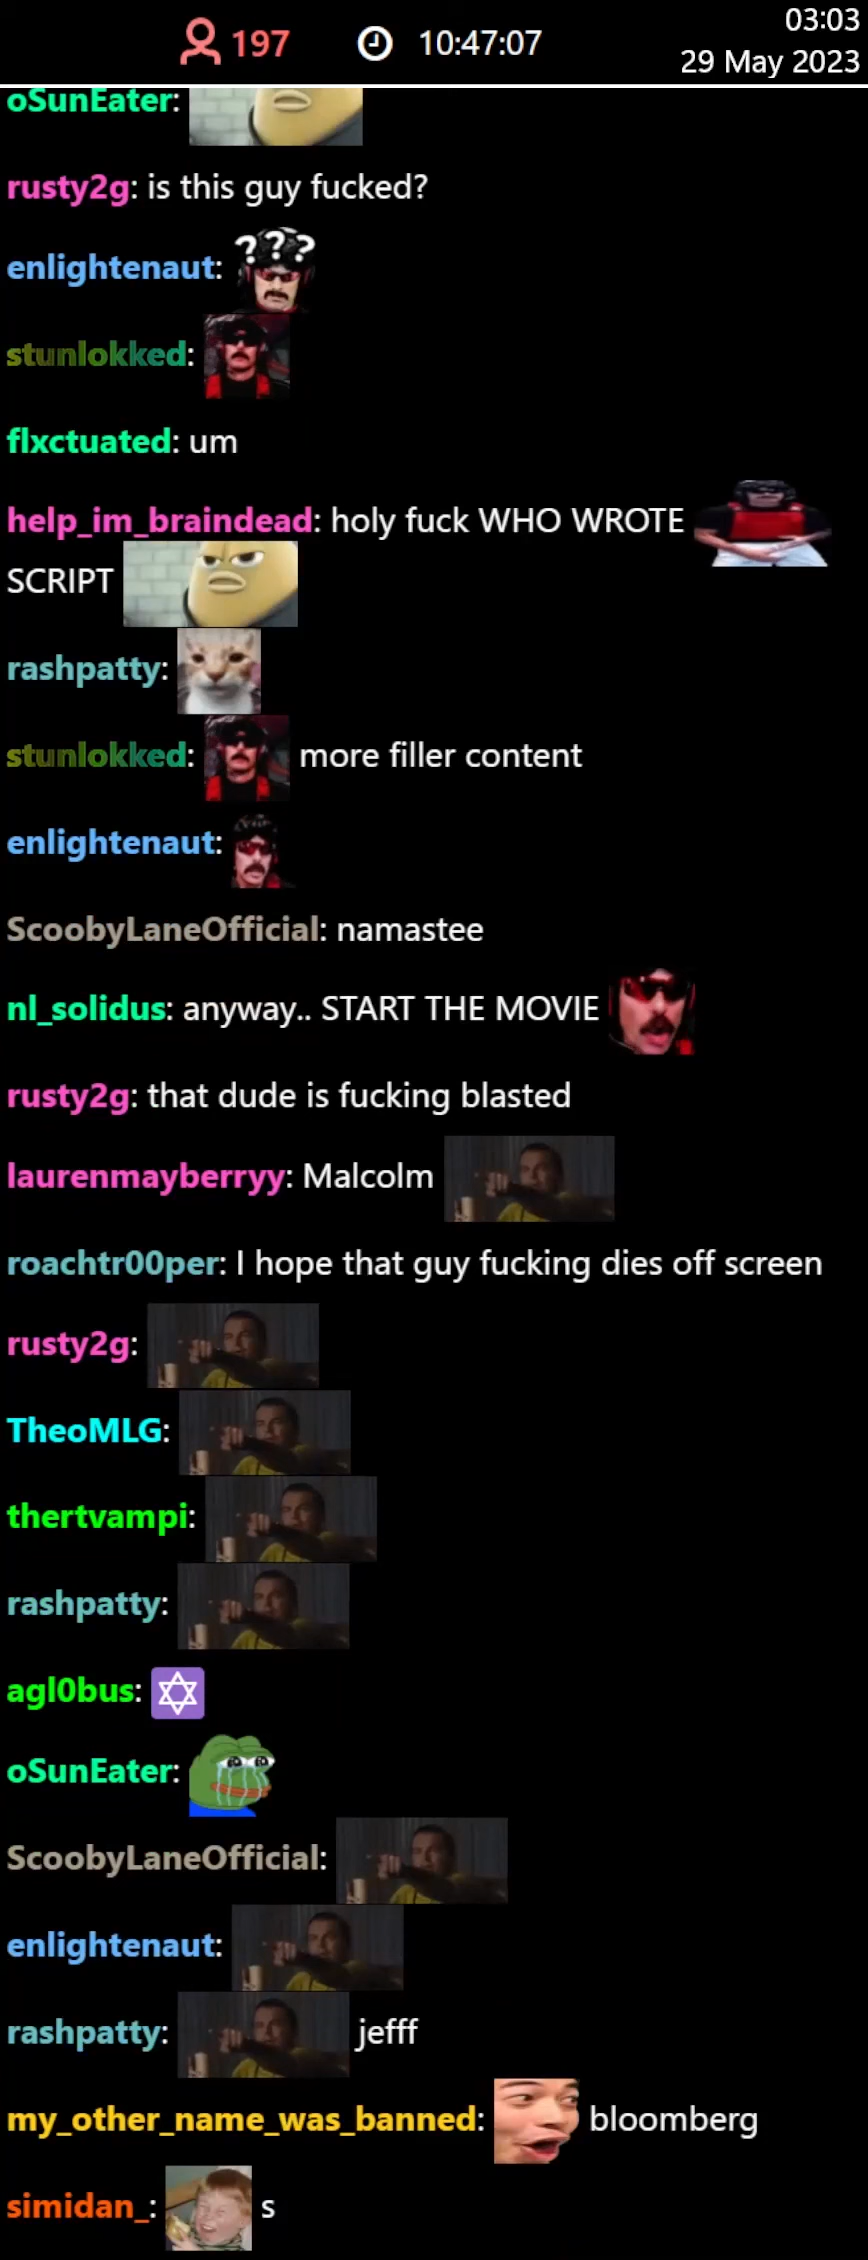 197 10:47:07 03:03
29 May 2023
oSunEater:
rusty2g: is this guy fucked?
enlightenaut: ???
stunlokked:
flxctuated: um
help_im_braindead: holy fuck WHO WROTE
SCRIPT
rashpatty:
stunlokked: more filler content
enlightenaut:
ScoobyLaneOfficial: namastee
nl_solidus: anyway.. START THE MOVIE
rusty2g: that dude is fucking blasted
laurenmayberryy: Malcolm
roachtr00per: I hope that guy fucking dies off screen
rusty2g:
TheoMLG:
thertvampi:
rashpatty:
agl0bus: 🔯
oSunEater:
ScoobyLaneOfficial:
enlightenaut:
rashpatty: jefff
my_other_name_was_banned: bloomberg
simidan_: s